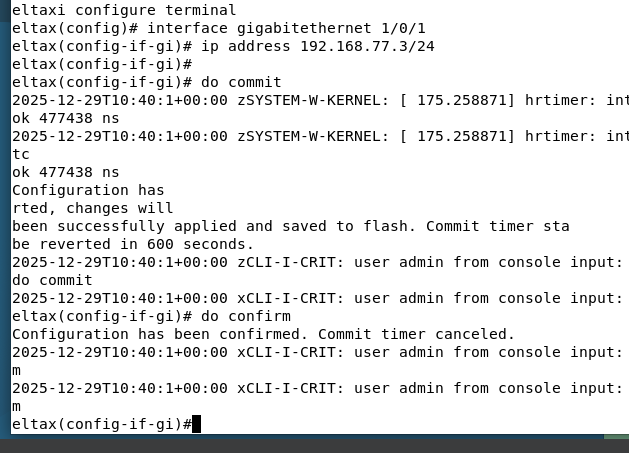 eltaxi configure terminal
eltax(config)# interface gigabitethernet 1/0/1
eltax(config-if-gi)# ip address 192.168.77.3/24
eltax(config-if-gi)#
eltax(config-if-gi)# do commit
2025-12-29T10:40:1+00:00 zSYSTEM-W-KERNEL: [ 175.258871] hrtimer: int
ok 477438 ns
2025-12-29T10:40:1+00:00 zSYSTEM-W-KERNEL: [ 175.258871] hrtimer: int
tc
ok 477438 ns
Configuration has
rted, changes will
been successfully applied and saved to flash. Commit timer sta
be reverted in 600 seconds.
2025-12-29T10:40:1+00:00 zCLI-I-CRIT: user admin from console input:
do commit
2025-12-29T10:40:1+00:00 xCLI-I-CRIT: user admin from console input:
eltax(config-if-gi)# do confirm
Configuration has been confirmed. Commit timer canceled.
2025-12-29T10:40:1+00:00 xCLI-I-CRIT: user admin from console input:
m
2025-12-29T10:40:1+00:00 xCLI-I-CRIT: user admin from console input:
m
eltax(config-if-gi)#